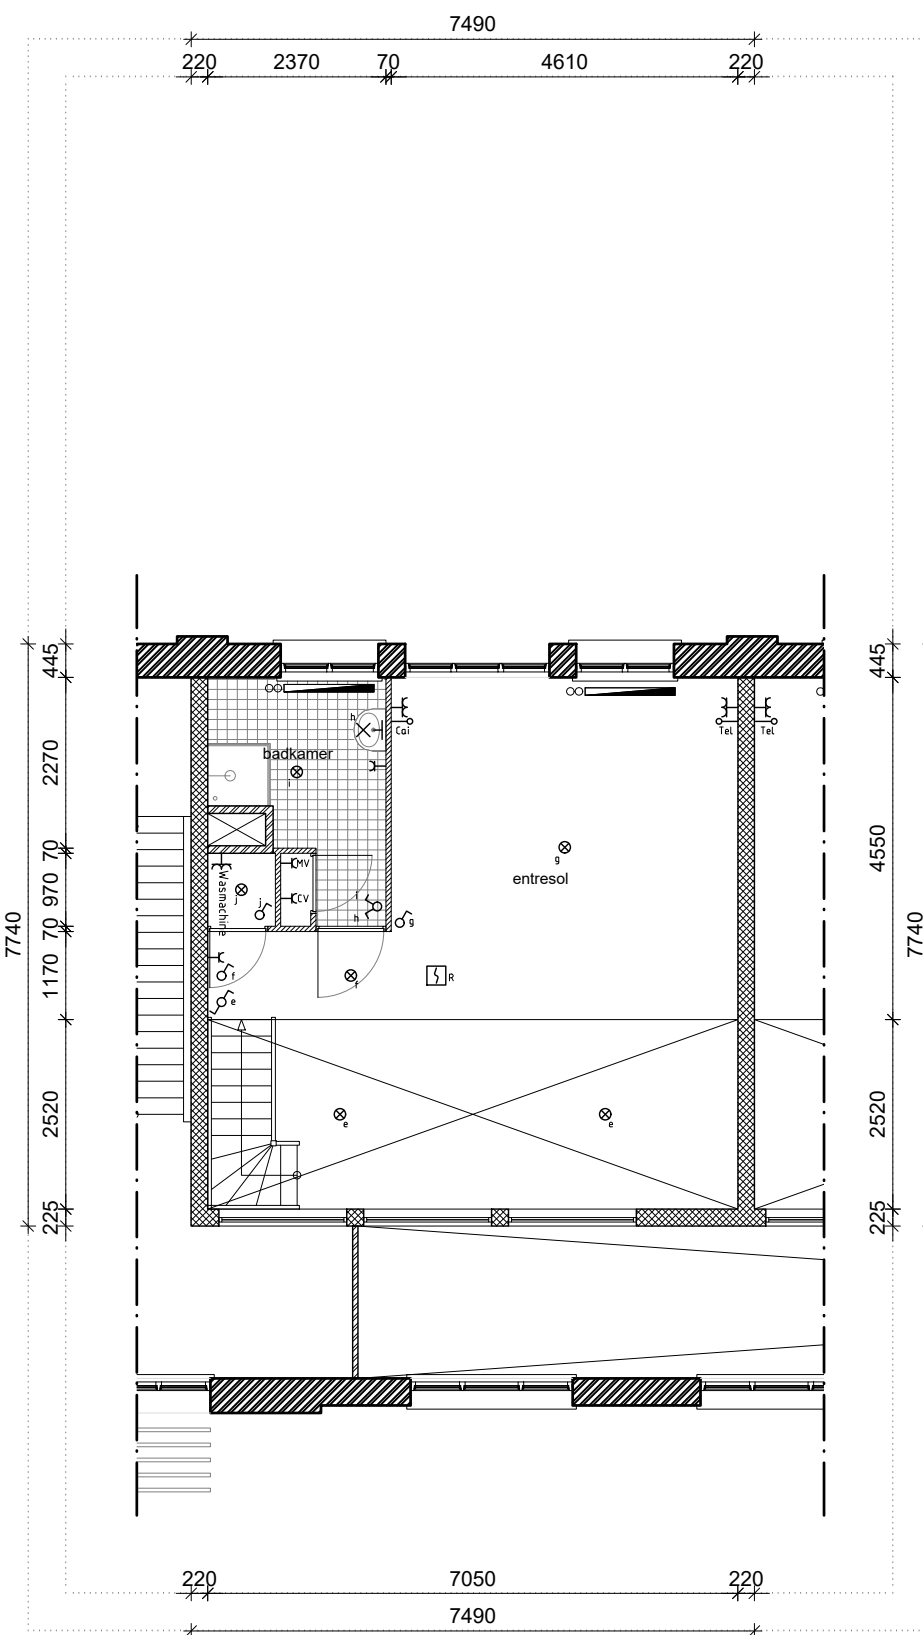 7490
220 2370 70 4610 220
445
445
2270
h
Cai
Tel
Tel
badkamer
i
70
g
4550
entresol
MV
970
Wasmachine
j
j
CV
i
h
g
70
7740
7740
1170
f
f
R
e
2520
e
e
2520
225
225
220 7050 220
7490